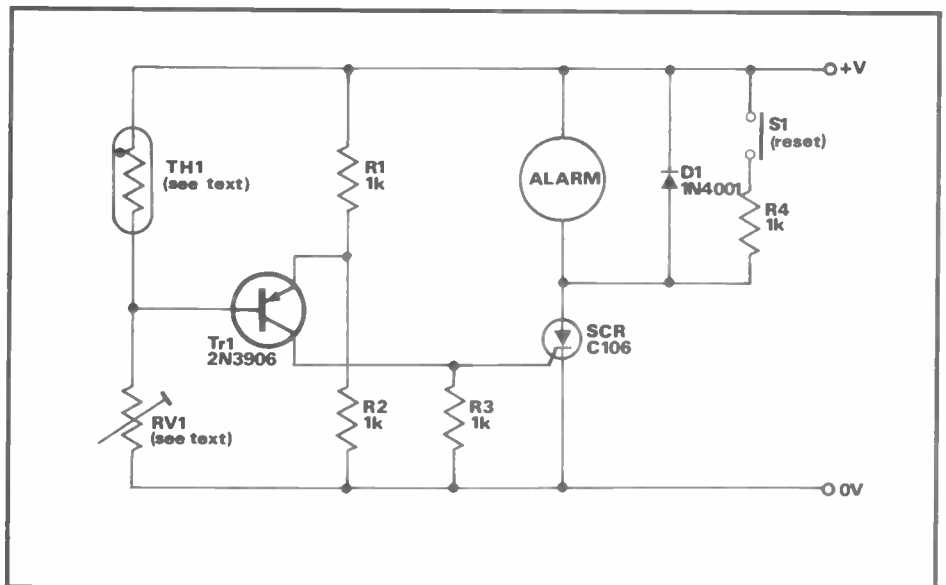 +V
TH1
(see text)
R1
1k
ALARM
D1
1N4001
S1
(reset)
R4
1k
Tr1
2N3906
SCR
C106
RV1
(see text)
R2
1k
R3
1k
0V